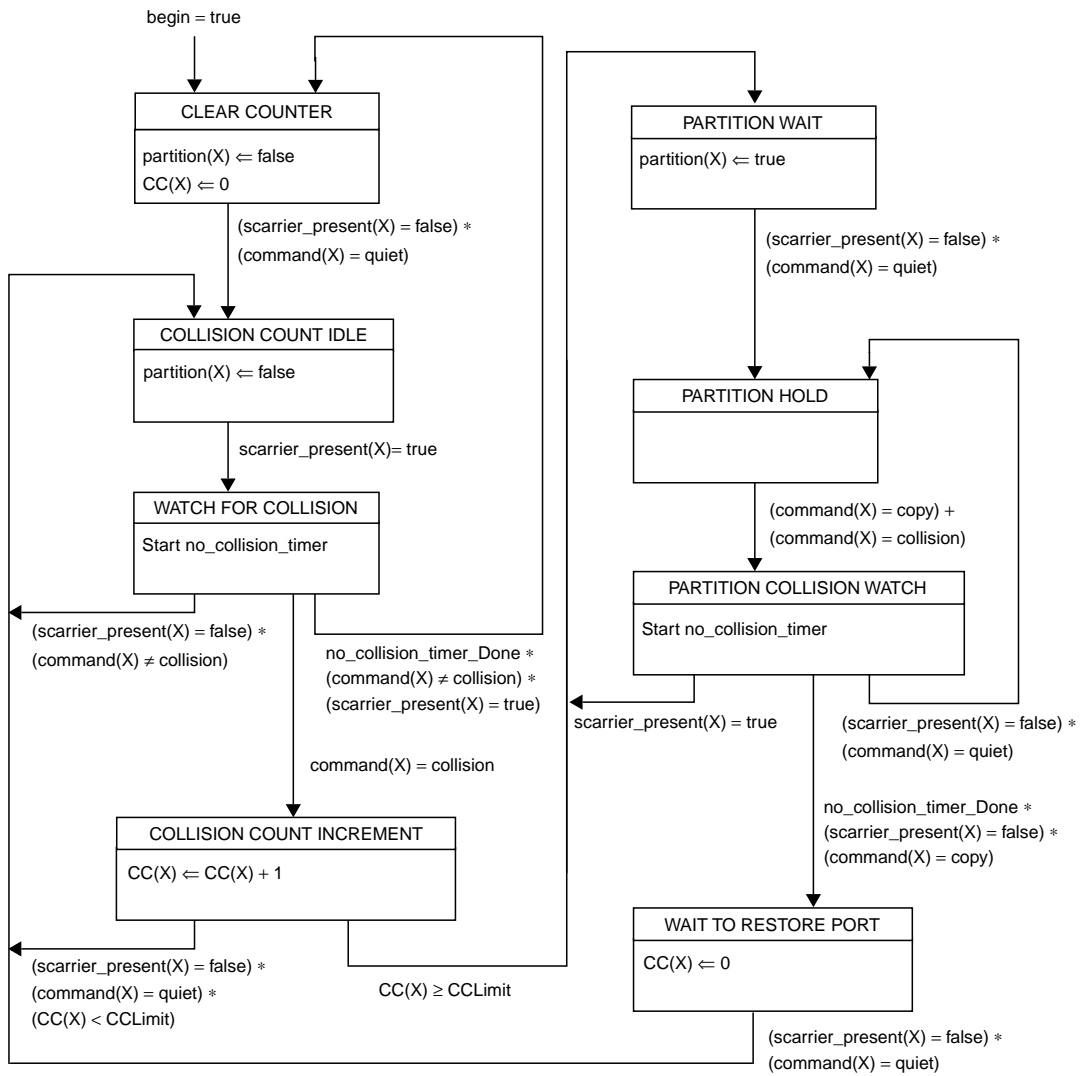 begin = true
CLEAR COUNTER
partition(X) ⇐ false
CC(X) ⇐ 0
(scarrier_present(X) = false) ∗
(command(X) = quiet)
COLLISION COUNT IDLE
partition(X) ⇐ false
scarrier_present(X)= true
WATCH FOR COLLISION
Start no_collision_timer
(scarrier_present(X) = false) ∗
(command(X) ≠ collision)
no_collision_timer_Done ∗
(command(X) ≠ collision) ∗
(scarrier_present(X) = true)
command(X) = collision
COLLISION COUNT INCREMENT
CC(X) ⇐ CC(X) + 1
(scarrier_present(X) = false) ∗
(command(X) = quiet) ∗
(CC(X) < CCLimit)
CC(X) ≥ CCLimit
PARTITION WAIT
partition(X) ⇐ true
(scarrier_present(X) = false) ∗
(command(X) = quiet)
PARTITION HOLD
(command(X) = copy) +
(command(X) = collision)
PARTITION COLLISION WATCH
Start no_collision_timer
scarrier_present(X) = true
(scarrier_present(X) = false) ∗
(command(X) = quiet)
no_collision_timer_Done ∗
(scarrier_present(X) = false) ∗
(command(X) = copy)
WAIT TO RESTORE PORT
CC(X) ⇐ 0
(scarrier_present(X) = false) ∗
(command(X) = quiet)